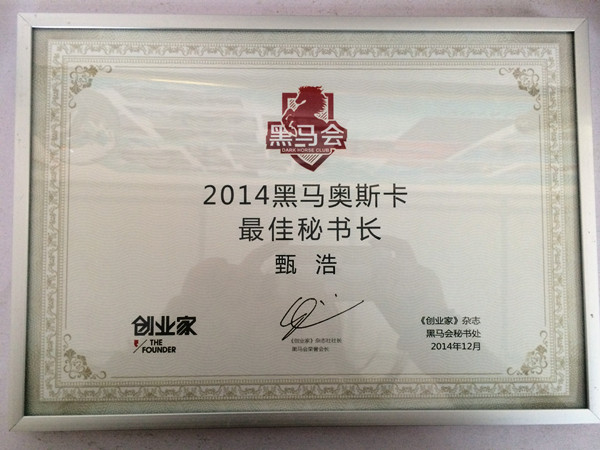 黑马会
DARK HORSE CLUB
2014黑马奥斯卡
最佳秘书长
甄 浩
创业家
THE
FOUNDER
《创业家》杂志社社长
黑马会荣誉会长
《创业家》杂志
黑马会秘书处
2014年12月